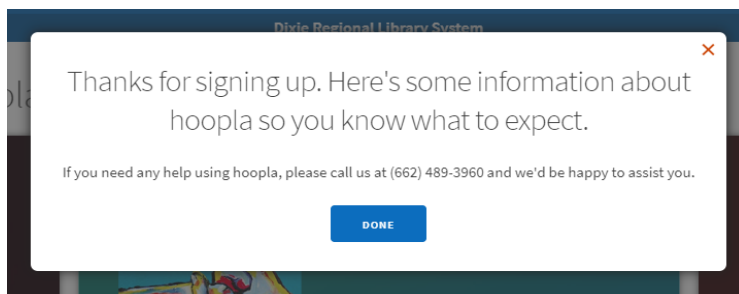 Dixie Regional Library System
Thanks for signing up. Here's some information about
hoopla so you know what to expect.
If you need any help using hoopla, please call us at (662) 489-3960 and we'd be happy to assist you.
DONE